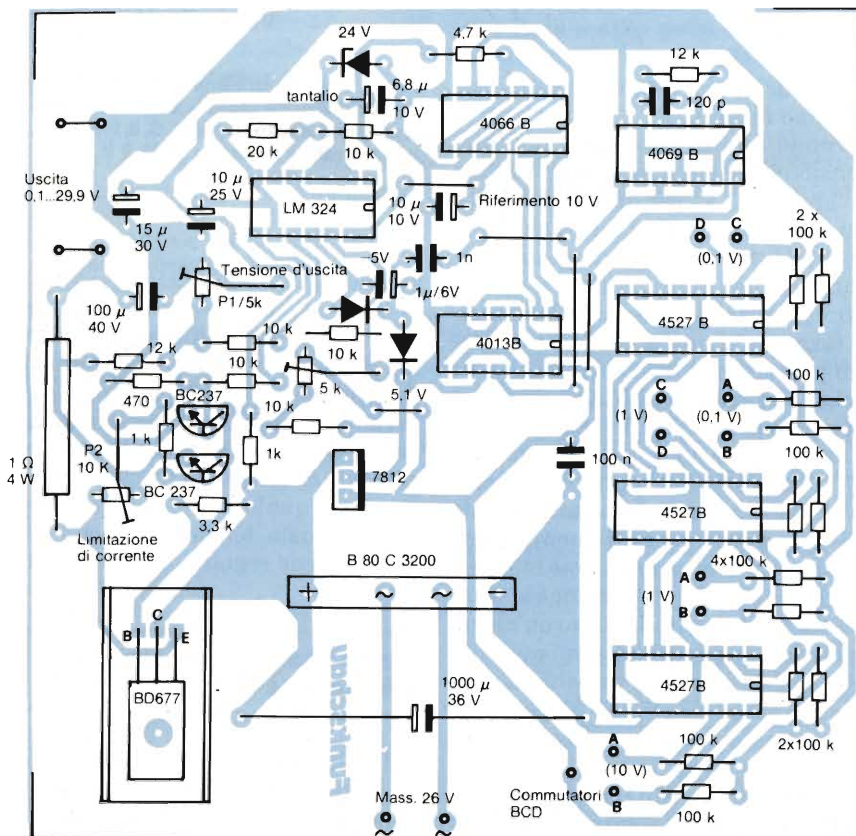 24 V
4,7 k
12 k
tantalio
6,8 µ
10 V
120 p
4066 B
4069 B
20 k
10 k
Uscita
0,1...29,9 V
10 µ
25 V
LM 324
10 µ
10 V
Riferimento 10 V
D C
(0,1 V)
2 x
100 k
15 µ
30 V
-5V
1n
Tensione d'uscita
1µ/6V
P1/5k
100 µ
40 V
10 k
10 k
4013B
4527 B
12 k
10 k
5 k
5,1 V
470
BC237
C
A
100 k
(1 V)
(0,1 V)
10 k
1 k
1k
D
B
100 k
P2
10 k
7812
100 n
1 Ω
4 W
BC 237
3,3 k
4527B
Limitazione
di corrente
B 80 C 3200
+ ~ ~ −
4x100 k
A
(1 V)
B
C
B E
BD677
4527B
1000 µ
36 V
Funkschau
2x100 k
A
100 k
(10 V)
B
Mass. 26 V
Commutatori
BCD
100 k
~ ~